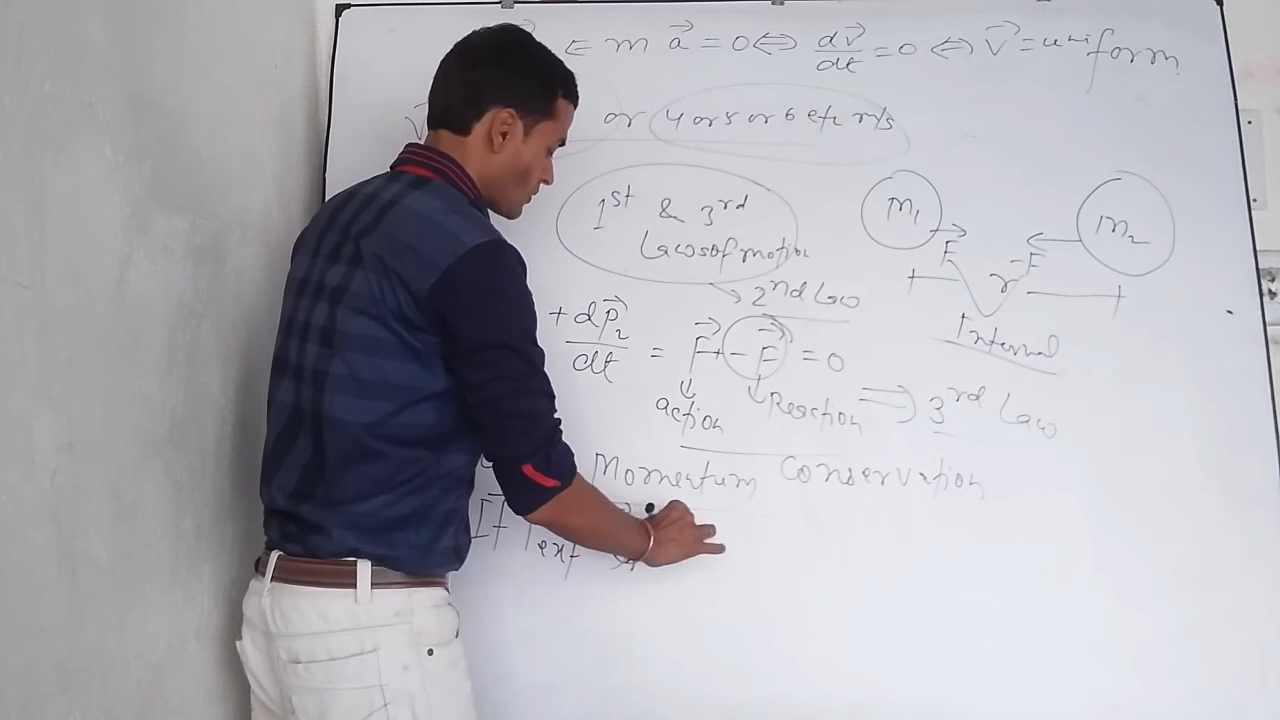 ⇐ m a⃗ = 0 ⇔ dv⃗/dt = 0 ⇔ v⃗ = uniform
or 4 or 5 or 6 etc m/s
1st & 3rd
Laws of motion
2nd Law
m₁
m₂
F
-F
r
Internal
+ dp⃗₂/dt = F⃗ + -F⃗ = 0
action
Reaction ⇒ 3rd Law
Momentum Conservation
If F⃗ext